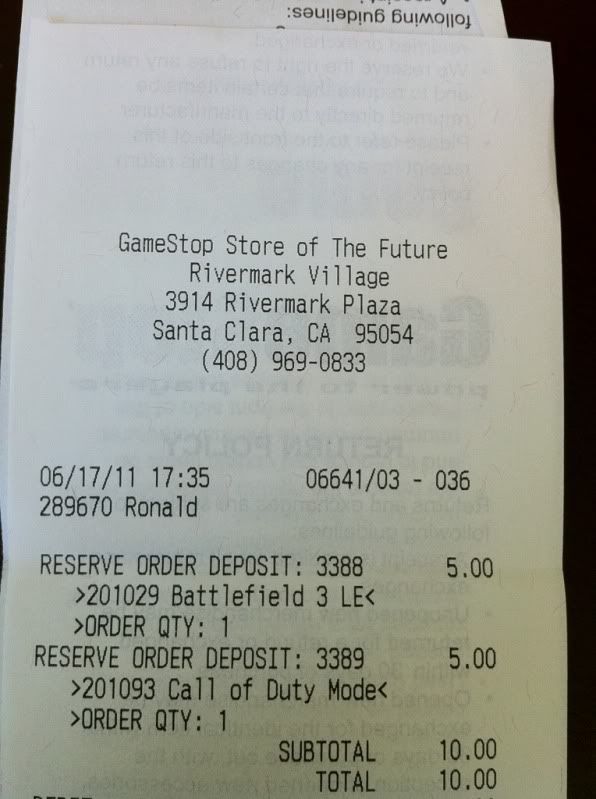 following guidelines:
GameStop Store of The Future
Rivermark Village
3914 Rivermark Plaza
Santa Clara, CA 95054
(408) 969-0833
06/17/11 17:35 06641/03 - 036
289670 Ronald
RESERVE ORDER DEPOSIT: 3388 5.00
>201029 Battlefield 3 LE<
>ORDER QTY: 1
RESERVE ORDER DEPOSIT: 3389 5.00
>201093 Call of Duty Mode<
>ORDER QTY: 1
SUBTOTAL 10.00
TOTAL 10.00